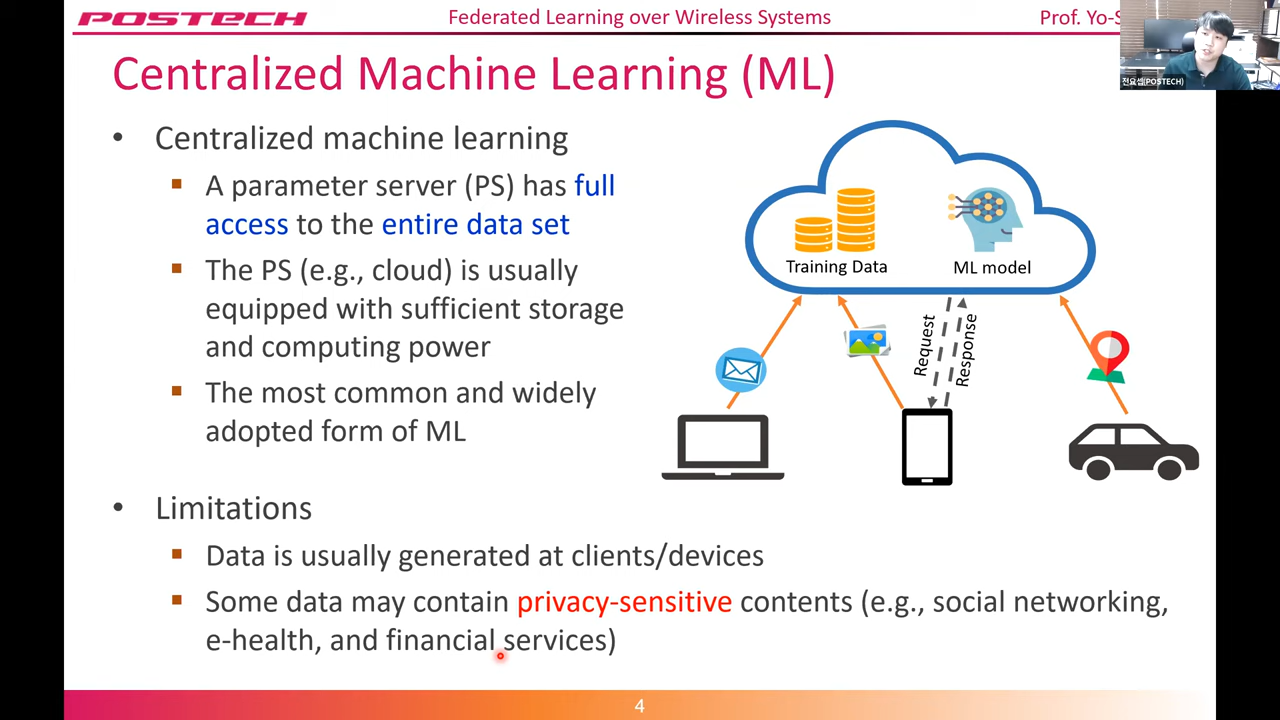 POSTECH
Federated Learning over Wireless Systems
Prof. Yo-S
전요셉(POSTECH)
Centralized Machine Learning (ML)
• Centralized machine learning
▪ A parameter server (PS) has full
access to the entire data set
▪ The PS (e.g., cloud) is usually
equipped with sufficient storage
and computing power
▪ The most common and widely
adopted form of ML
Training Data
ML model
Request
Response
• Limitations
▪ Data is usually generated at clients/devices
▪ Some data may contain privacy-sensitive contents (e.g., social networking,
e-health, and financial services)
4